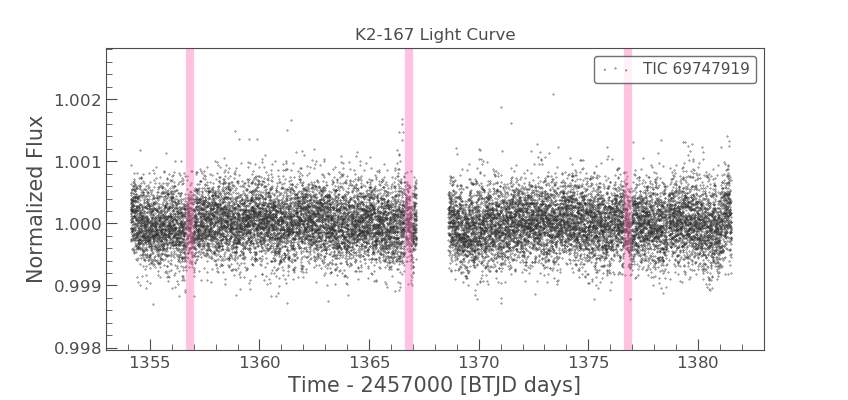 K2-167 Light Curve
TIC 69747919
Normalized Flux
1.002
1.001
1.000
0.999
0.998
1355 1360 1365 1370 1375 1380
Time - 2457000 [BTJD days]